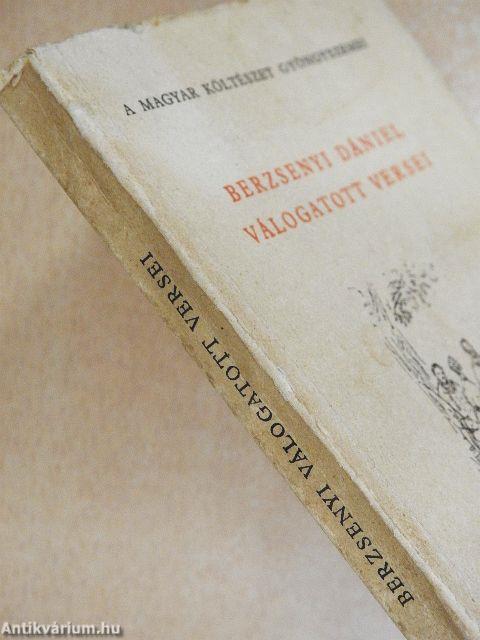 A MAGYAR KÖLTÉSZET GYÖNGYSZEMEI
BERZSENYI DÁNIEL
VÁLOGATOTT VERSEI
BERZSENYI VÁLOGATOTT VERSEI
Antikvárium.hu